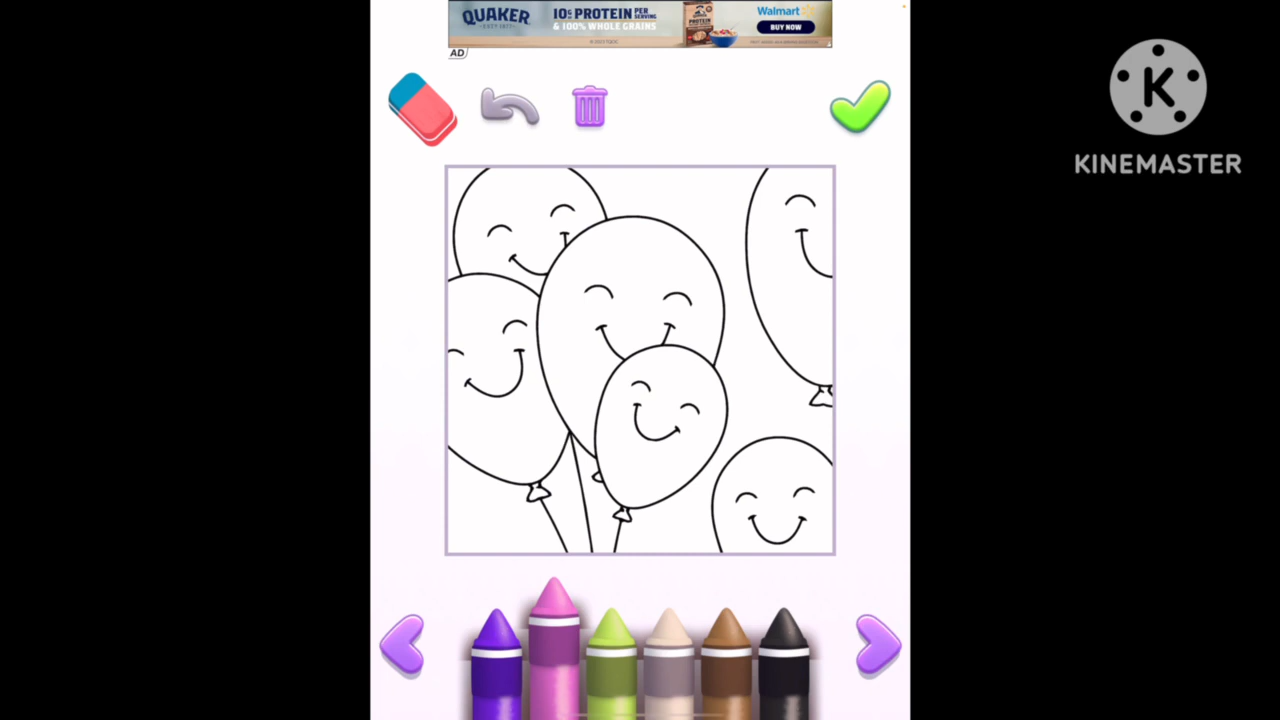 QUAKER
10g PROTEIN PER SERVING
& 100% WHOLE GRAINS
Walmart
BUY NOW
AD
K
KINEMASTER